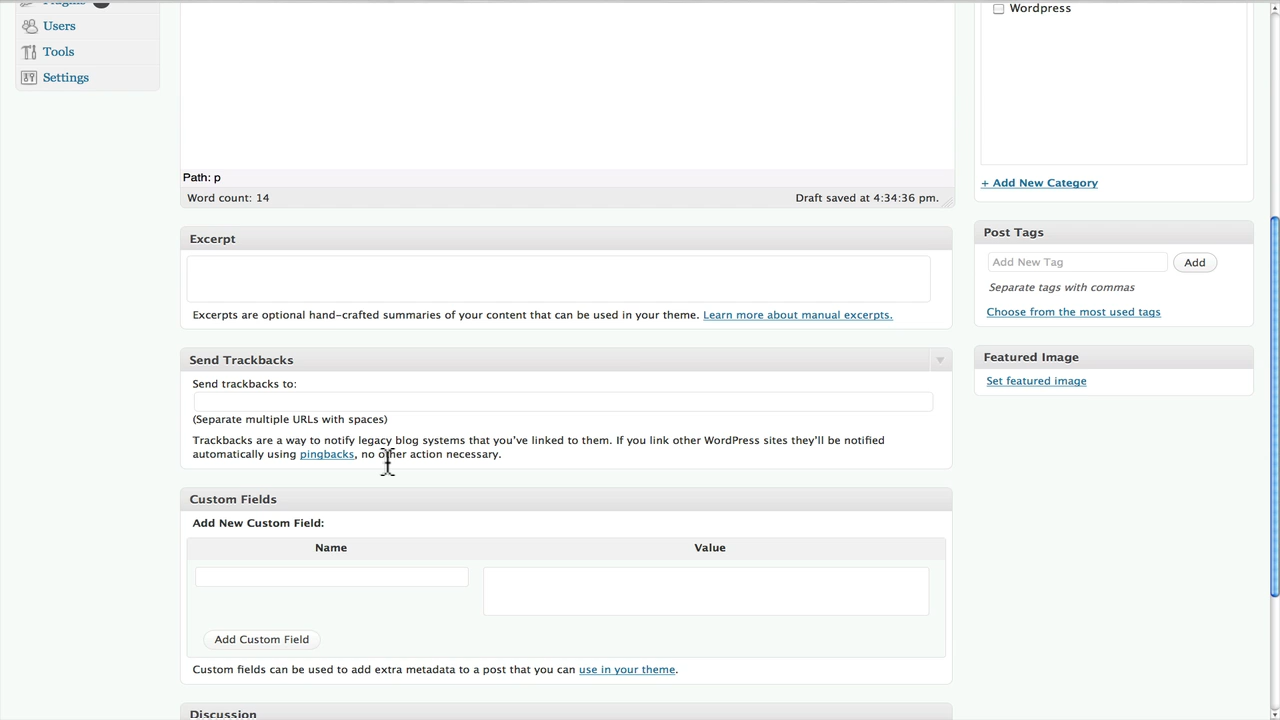 Plugins
Users
Tools
Settings
Path: p
Word count: 14
Draft saved at 4:34:36 pm.
Excerpt
Excerpts are optional hand-crafted summaries of your content that can be used in your theme. Learn more about manual excerpts.
Send Trackbacks
Send trackbacks to:
(Separate multiple URLs with spaces)
Trackbacks are a way to notify legacy blog systems that you've linked to them. If you link other WordPress sites they'll be notified
automatically using pingbacks, no other action necessary.
Custom Fields
Add New Custom Field:
Name
Value
Add Custom Field
Custom fields can be used to add extra metadata to a post that you can use in your theme.
Discussion
Wordpress
+ Add New Category
Post Tags
Add New Tag
Add
Separate tags with commas
Choose from the most used tags
Featured Image
Set featured image